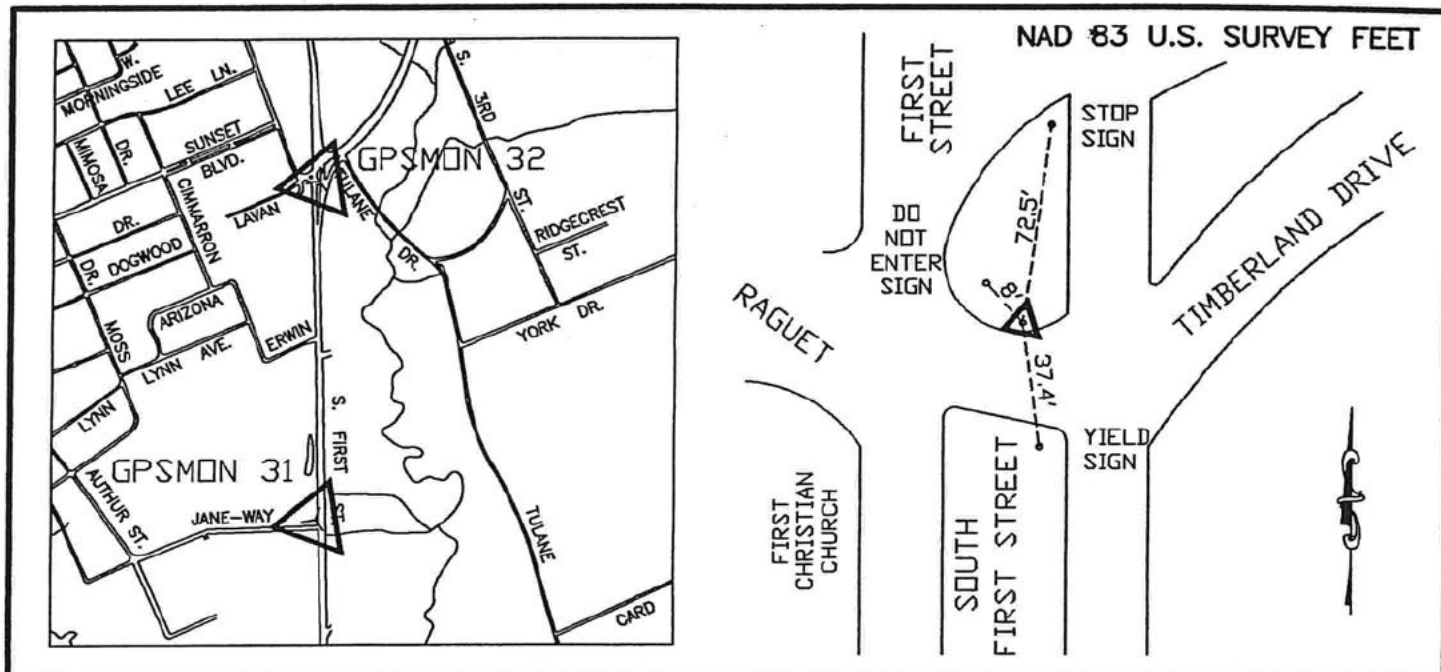 NAD 83 U.S. SURVEY FEET
W.
MORNINGSIDE
LEE LN.
MIMOSA
DR.
SUNSET
BLVD.
CIMMARRON
LAYAN
GPSMON 32
TULANE
DR.
S. 3RD
ST.
RIDGECREST
ST.
YORK DR.
DR.
DOGWOOD
DR.
MOSS
ARIZONA
LYNN AVE.
ERWIN
LYNN
S. FIRST
ST.
GPSMON 31
AUTHUR ST.
JANE-WAY
TULANE
CARD
FIRST
STREET
STOP
SIGN
DO
NOT
ENTER
SIGN
72.5'
37.4'
RAGUET
TIMBERLAND DRIVE
YIELD
SIGN
FIRST
CHRISTIAN
CHURCH
SOUTH
FIRST STREET